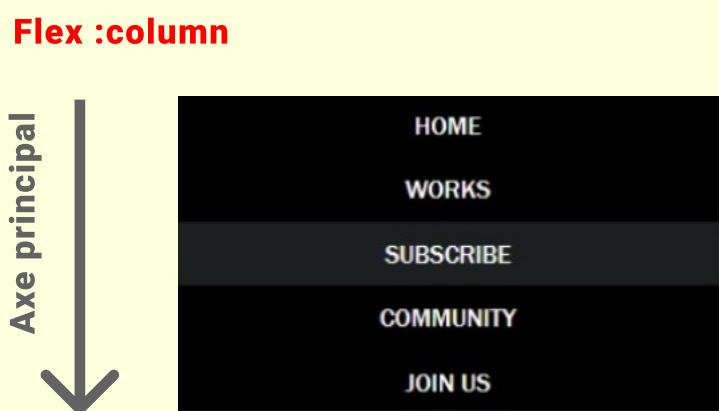 Flex :column
Axe principal
HOME
WORKS
SUBSCRIBE
COMMUNITY
JOIN US